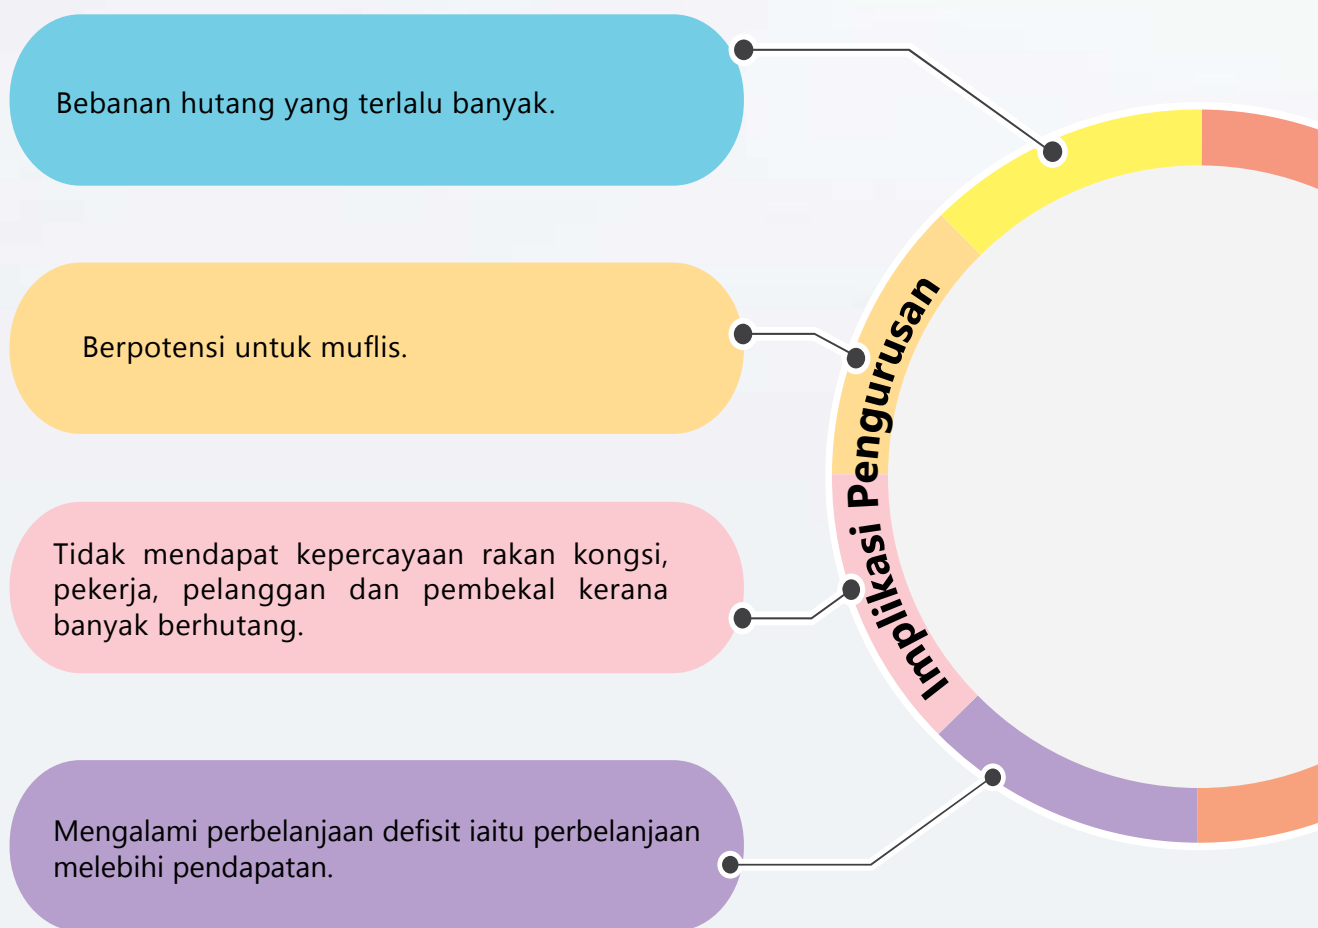 Bebanan hutang yang terlalu banyak.
Berpotensi untuk muflis.
Tidak mendapat kepercayaan rakan kongsi,
pekerja, pelanggan dan pembekal kerana
banyak berhutang.
Mengalami perbelanjaan defisit iaitu perbelanjaan
melebihi pendapatan.
Implikasi Pengurusan